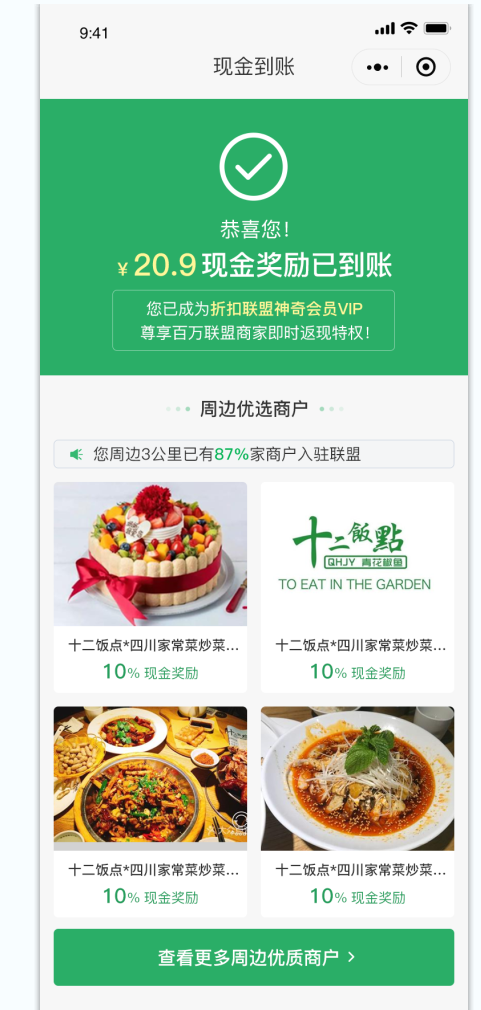 9:41
现金到账
恭喜您！
¥20.9现金奖励已到账
您已成为折扣联盟神奇会员VIP
尊享百万联盟商家即时返现特权！
周边优选商户
您周边3公里已有87%家商户入驻联盟
十二飯點
QHJY 青花椒鱼
TO EAT IN THE GARDEN
十二饭点*四川家常菜炒菜...
10% 现金奖励
十二饭点*四川家常菜炒菜...
10% 现金奖励
十二饭点*四川家常菜炒菜...
10% 现金奖励
十二饭点*四川家常菜炒菜...
10% 现金奖励
查看更多周边优质商户